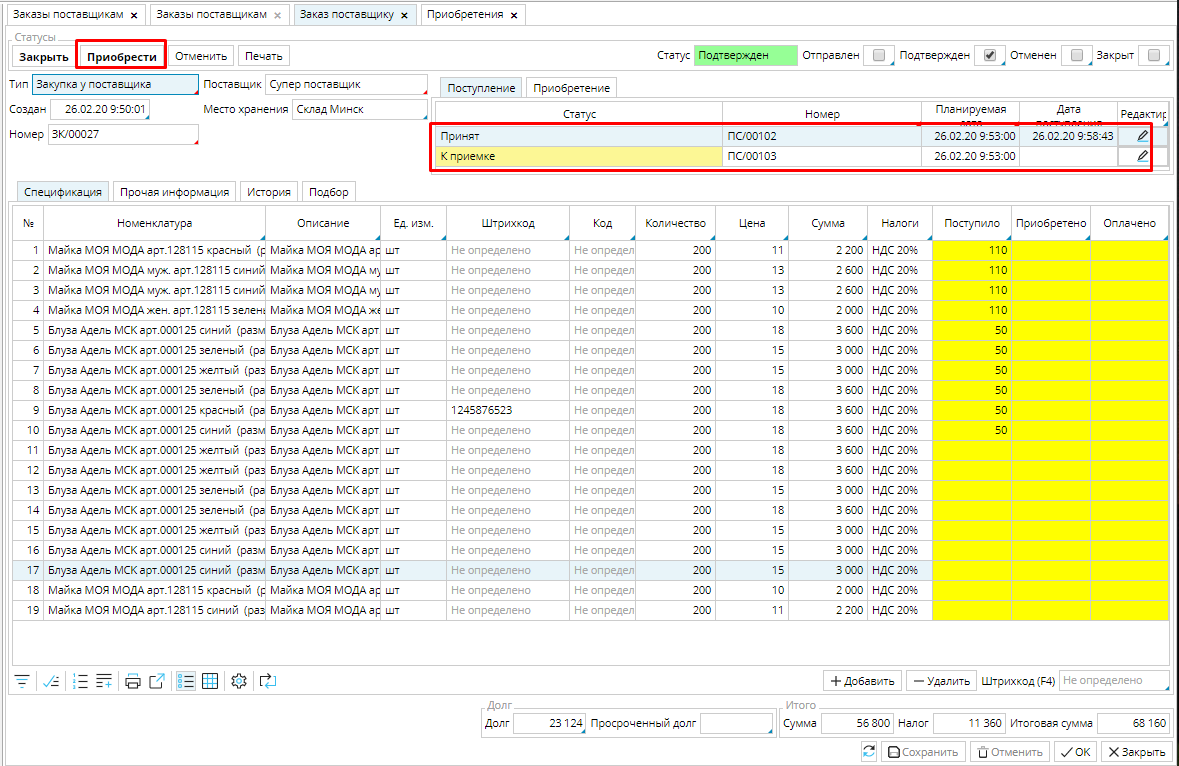 Заказы поставщикам × Заказы поставщикам × Заказ поставщику × Приобретения ×
Статусы
Закрыть Приобрести Отменить Печать Статус Подтвержден Отправлен Подтвержден Отменен Закрыт
Тип Закупка у поставщика Поставщик Супер поставщик
Создан 26.02.20 9:50:01 Место хранения Склад Минск
Номер ЗК/00027
Поступление Приобретение
Статус Номер Планируемая Дата Редактир
Принят ПС/00102 26.02.20 9:53:00 26.02.20 9:58:43
К приемке ПС/00103 26.02.20 9:53:00
Спецификация Прочая информация История Подбор
№ Номенклатура Описание Ед. изм. Штрихкод Код Количество Цена Сумма Налоги Поступило Приобретено Оплачено
1 Майка МОЯ МОДА арт.128115 красный (р Майка МОЯ МОДА ар шт Не определено Не определ 200 11 2 200 НДС 20% 110
2 Майка МОЯ МОДА муж. арт.128115 синий Майка МОЯ МОДА му шт Не определено Не определ 200 13 2 600 НДС 20% 110
3 Майка МОЯ МОДА муж. арт.128115 синий Майка МОЯ МОДА му шт Не определено Не определ 200 13 2 600 НДС 20% 110
4 Майка МОЯ МОДА жен. арт.128115 зелень Майка МОЯ МОДА же шт Не определено Не определ 200 10 2 000 НДС 20% 110
5 Блуза Адель МСК арт.000125 синий (разм Блуза Адель МСК арт шт Не определено Не определ 200 18 3 600 НДС 20% 50
6 Блуза Адель МСК арт.000125 зеленый (ра Блуза Адель МСК арт шт Не определено Не определ 200 15 3 000 НДС 20% 50
7 Блуза Адель МСК арт.000125 желтый (раз Блуза Адель МСК арт шт Не определено Не определ 200 15 3 000 НДС 20% 50
8 Блуза Адель МСК арт.000125 зеленый (ра Блуза Адель МСК арт шт Не определено Не определ 200 18 3 600 НДС 20% 50
9 Блуза Адель МСК арт.000125 красный (ра Блуза Адель МСК арт шт 1245876523 Не определ 200 18 3 600 НДС 20% 50
10 Блуза Адель МСК арт.000125 синий (разм Блуза Адель МСК арт шт Не определено Не определ 200 18 3 600 НДС 20% 50
11 Блуза Адель МСК арт.000125 желтый (раз Блуза Адель МСК арт шт Не определено Не определ 200 18 3 600 НДС 20%
12 Блуза Адель МСК арт.000125 желтый (раз Блуза Адель МСК арт шт Не определено Не определ 200 18 3 600 НДС 20%
13 Блуза Адель МСК арт.000125 зеленый (ра Блуза Адель МСК арт шт Не определено Не определ 200 15 3 000 НДС 20%
14 Блуза Адель МСК арт.000125 зеленый (ра Блуза Адель МСК арт шт Не определено Не определ 200 18 3 600 НДС 20%
15 Блуза Адель МСК арт.000125 желтый (раз Блуза Адель МСК арт шт Не определено Не определ 200 15 3 000 НДС 20%
16 Блуза Адель МСК арт.000125 синий (разм Блуза Адель МСК арт шт Не определено Не определ 200 15 3 000 НДС 20%
17 Блуза Адель МСК арт.000125 синий (разм Блуза Адель МСК арт шт Не определено Не определ 200 15 3 000 НДС 20%
18 Майка МОЯ МОДА арт.128115 красный (р Майка МОЯ МОДА ар шт Не определено Не определ 200 10 2 000 НДС 20%
19 Майка МОЯ МОДА арт.128115 синий (раз Майка МОЯ МОДА ар шт Не определено Не определ 200 11 2 200 НДС 20%
Добавить Удалить Штрихкод (F4) Не определено
Долг Итого
Долг 23 124 Просроченный долг Сумма 56 800 Налог 11 360 Итоговая сумма 68 160
Сохранить Отменить OK Закрыть